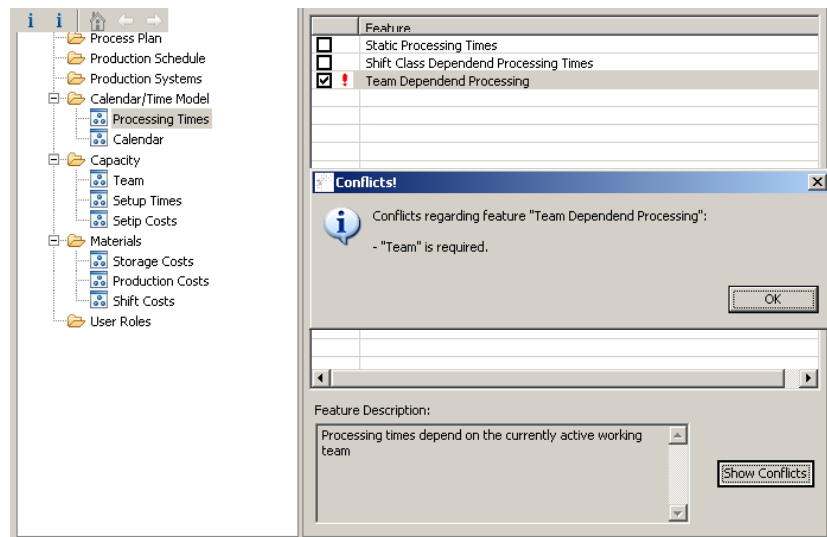 Process Plan
Production Schedule
Production Systems
Calendar/Time Model
Processing Times
Calendar
Capacity
Team
Setup Times
Setip Costs
Materials
Storage Costs
Production Costs
Shift Costs
User Roles
Feature
Static Processing Times
Shift Class Dependend Processing Times
Team Dependend Processing
Conflicts!
Conflicts regarding feature "Team Dependend Processing":
- "Team" is required.
OK
Feature Description:
Processing times depend on the currently active working
team
Show Conflicts